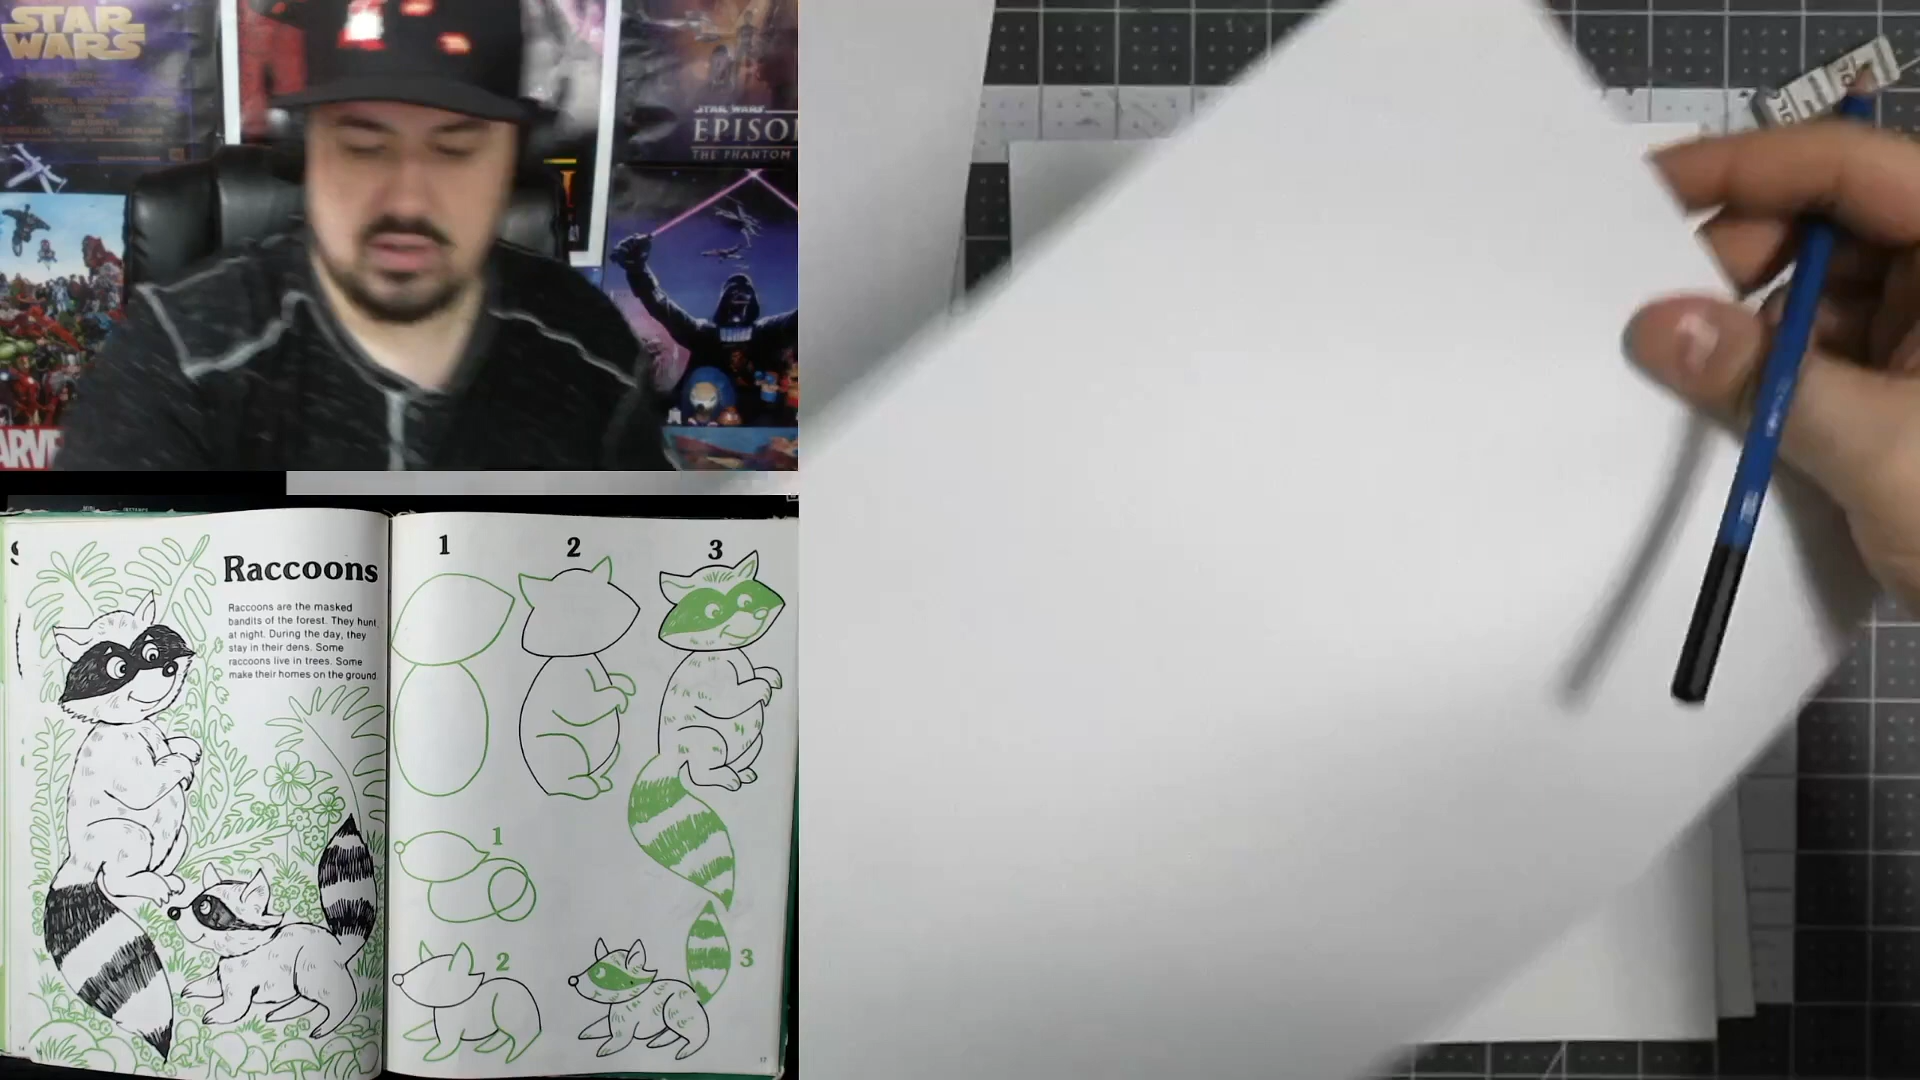 STAR
WARS
STAR WARS
EPISO
THE PHANTOM
ARVE
Raccoons
Raccoons are the masked
bandits of the forest. They hunt
at night. During the day, they
stay in their dens. Some
raccoons live in trees. Some
make their homes on the ground.
1
2
3
1
2
3
17